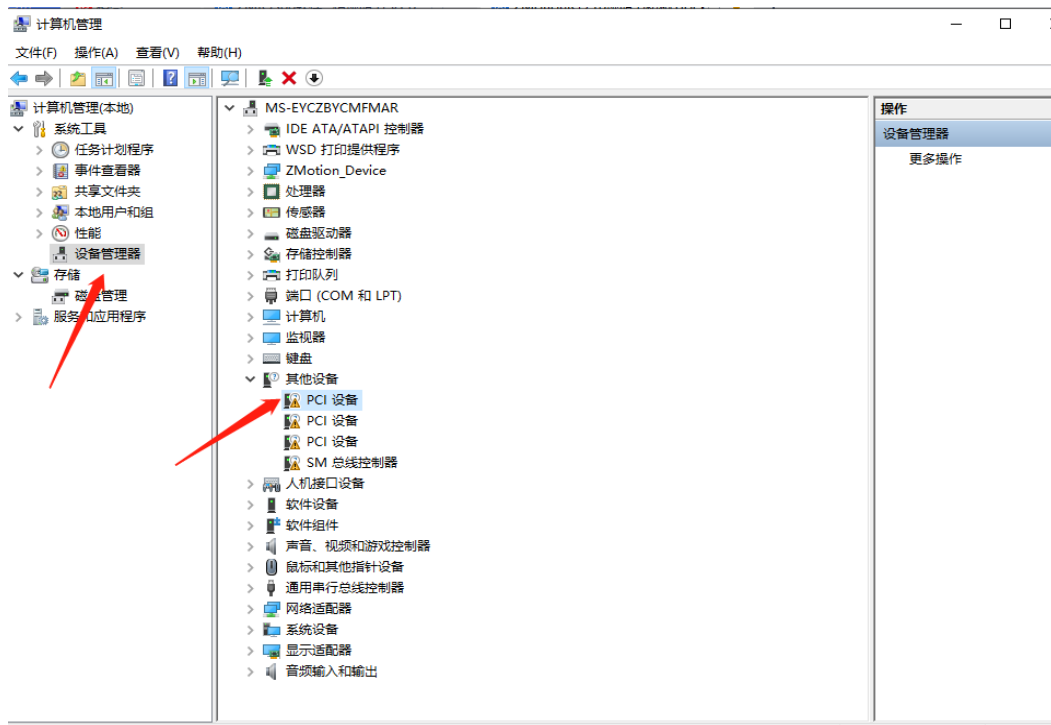 计算机管理
文件(F) 操作(A) 查看(V) 帮助(H)
计算机管理(本地)
系统工具
任务计划程序
事件查看器
共享文件夹
本地用户和组
性能
设备管理器
存储
磁盘管理
服务和应用程序
MS-EYCZBYCMFMAR
IDE ATA/ATAPI 控制器
WSD 打印提供程序
ZMotion_Device
处理器
传感器
磁盘驱动器
存储控制器
打印队列
端口 (COM 和 LPT)
计算机
监视器
键盘
其他设备
PCI 设备
PCI 设备
PCI 设备
SM 总线控制器
人机接口设备
软件设备
软件组件
声音、视频和游戏控制器
鼠标和其他指针设备
通用串行总线控制器
网络适配器
系统设备
显示适配器
音频输入和输出
操作
设备管理器
更多操作